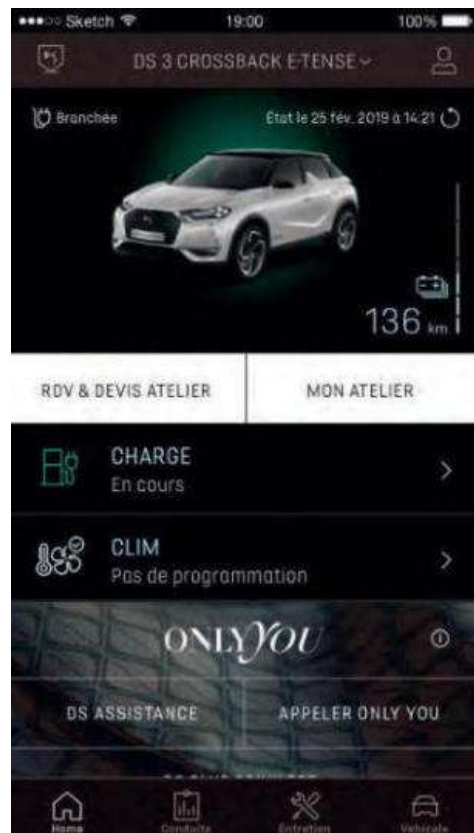 Sketch 19:00 100%
DS 3 CROSSBACK E-TENSE
Branchée État le 25 fév. 2019 à 14:21
136 km
RDV & DEVIS ATELIER MON ATELIER
CHARGE
En cours
CLIM
Pas de programmation
ONLY YOU
DS ASSISTANCE APPELER ONLY YOU
Home Conduite Entretien Véhicule